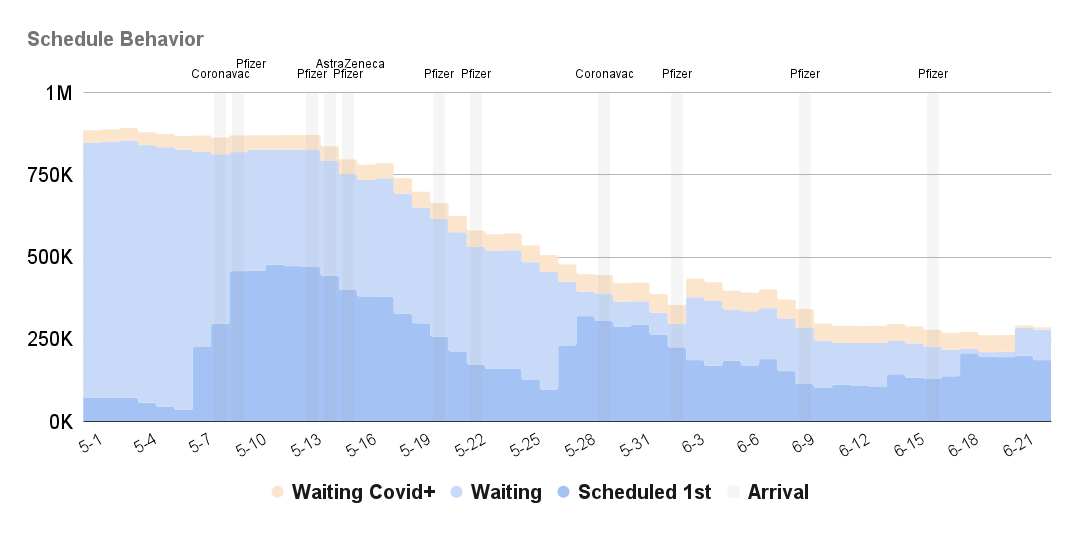 Schedule Behavior
Pfizer AstraZeneca
Coronavac Pfizer Pfizer Pfizer Pfizer Coronavac Pfizer Pfizer Pfizer
1M
750K
500K
250K
0K
5-1 5-4 5-7 5-10 5-13 5-16 5-19 5-22 5-25 5-28 5-31 6-3 6-6 6-9 6-12 6-15 6-18 6-21
Waiting Covid+ Waiting Scheduled 1st Arrival